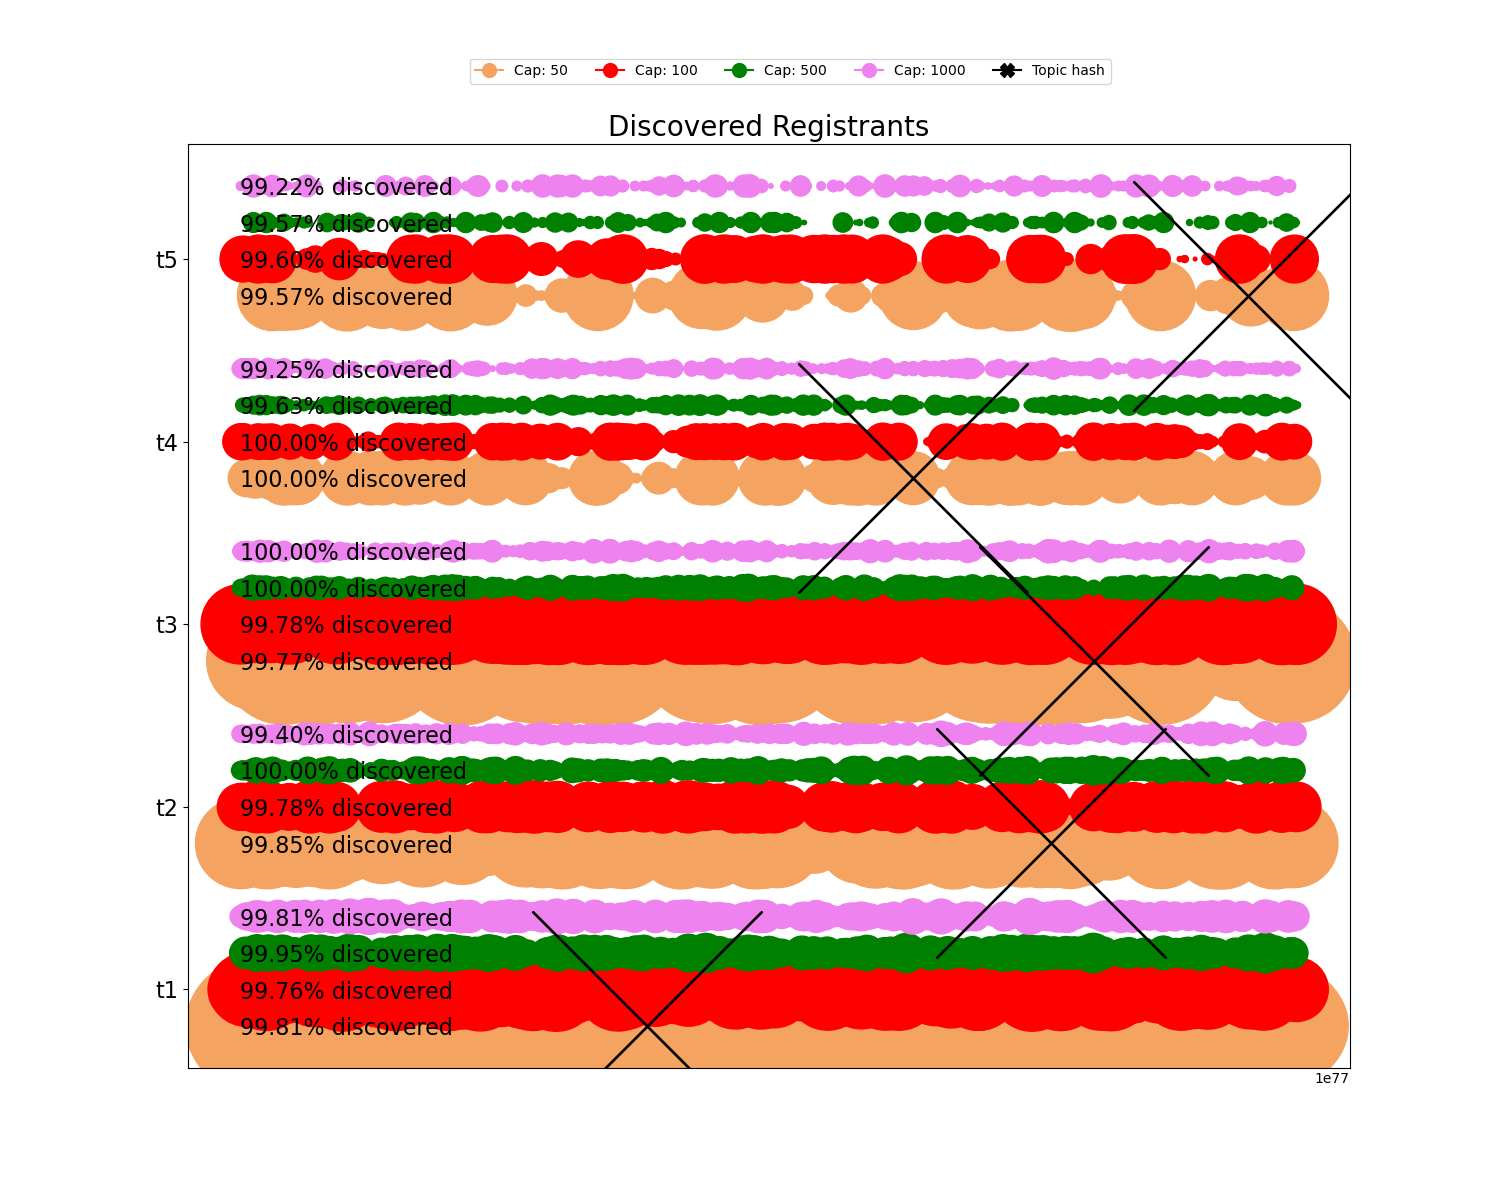 Cap: 50 Cap: 100 Cap: 500 Cap: 1000 Topic hash
Discovered Registrants
99.22% discovered
99.57% discovered
t5 99.60% discovered
99.57% discovered
99.25% discovered
99.63% discovered
t4 100.00% discovered
100.00% discovered
100.00% discovered
100.00% discovered
t3 99.78% discovered
99.77% discovered
99.40% discovered
100.00% discovered
t2 99.78% discovered
99.85% discovered
99.81% discovered
99.95% discovered
t1 99.76% discovered
99.81% discovered
1e77